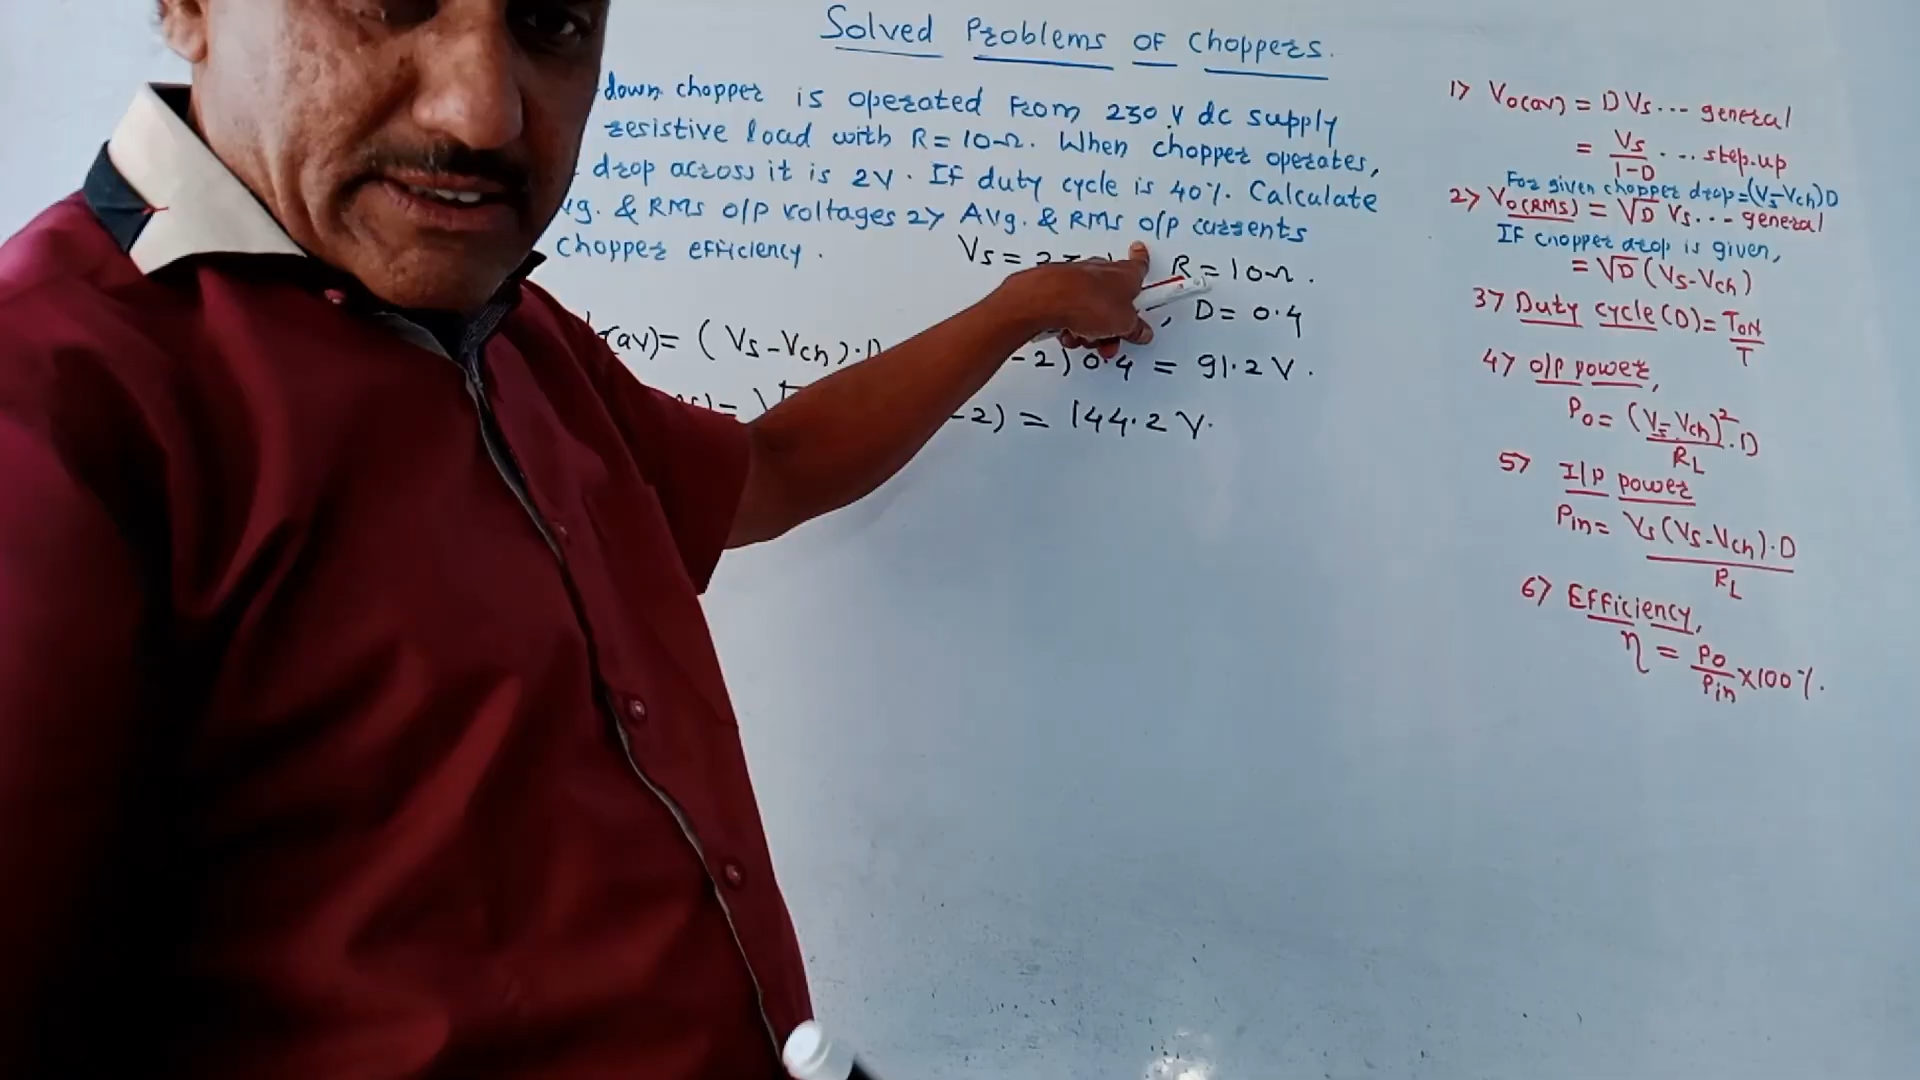 Solved Problems OF Choppers.
down chopper is operated From 230 V dc supply
resistive load with R = 10Ω. When chopper operates,
drop across it is 2V. If duty cycle is 40%. Calculate
vg. & RMS o/p voltages 2> Avg. & RMS o/p currents
chopper efficiency.
Vs = R = 10Ω.
, D = 0.4
(av) = (Vs - Vch).D - 2) 0.4 = 91.2 V.
= √ - 2) = 144.2 V.
1> Vo(av) = D Vs ... general
= Vs/1-D ... step-up
For given chopper drop = (Vs - Vch) D
2> Vo(RMS) = √D Vs ... general
IF chopper drop is given,
= √D (Vs - Vch)
3> Duty cycle (D) = TON/T
4> o/p power,
Po = (Vs - Vch)²/RL . D
5> I/p power
Pin = Vs (Vs - Vch) . D/RL
6> Efficiency,
η = Po/Pin × 100 %.